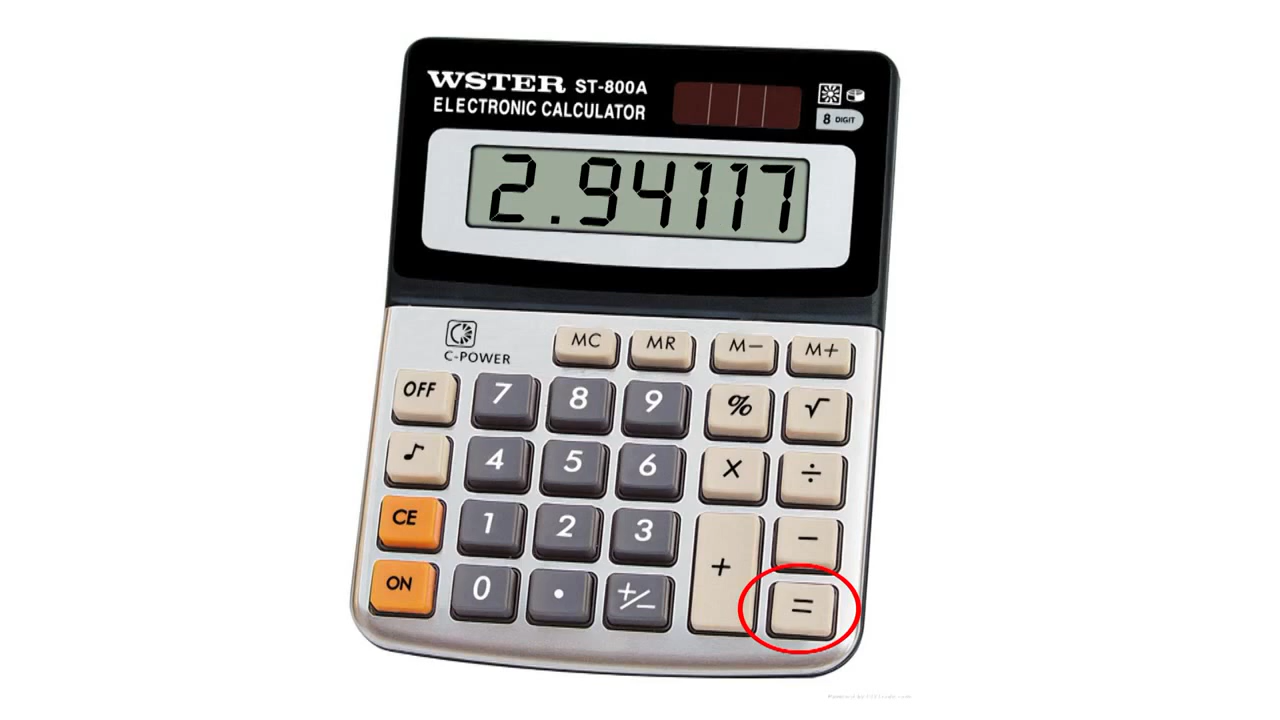 WSTER ST-800A
ELECTRONIC CALCULATOR
8 DIGIT
2.94117
C-POWER
MC MR M− M+
OFF 7 8 9 % √
♪ 4 5 6 × ÷
CE 1 2 3 + −
ON 0 . +/− =